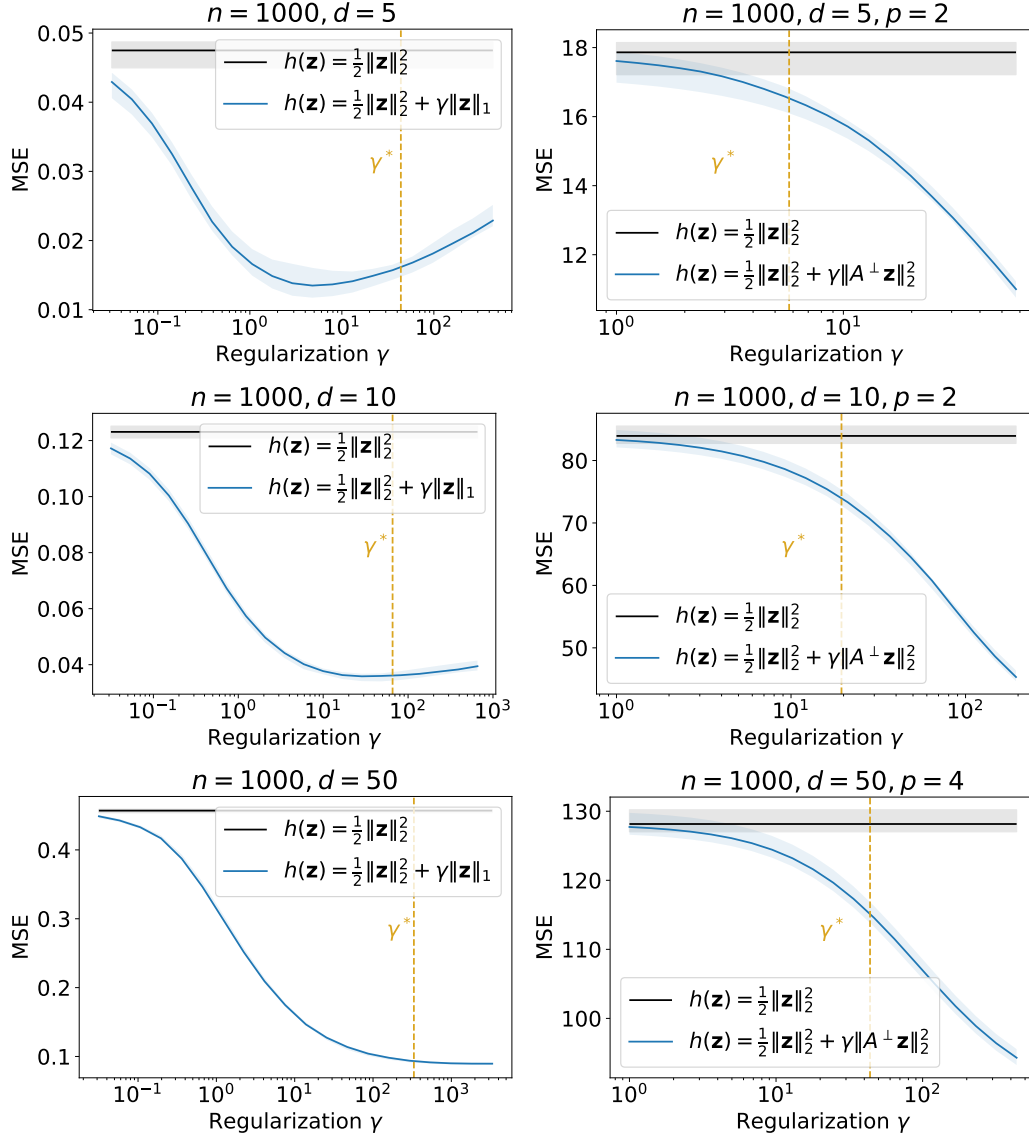 n = 1000, d = 5
MSE
0.05
0.04
0.03
0.02
0.01
h(z) = ½‖z‖₂²
h(z) = ½‖z‖₂² + γ‖z‖₁
γ*
10⁻¹ 10⁰ 10¹ 10²
Regularization γ
n = 1000, d = 5, p = 2
MSE
18
16
14
12
γ*
h(z) = ½‖z‖₂²
h(z) = ½‖z‖₂² + γ‖A⊥z‖₂²
10⁰ 10¹
Regularization γ
n = 1000, d = 10
MSE
0.12
0.10
0.08
0.06
0.04
h(z) = ½‖z‖₂²
h(z) = ½‖z‖₂² + γ‖z‖₁
γ*
10⁻¹ 10⁰ 10¹ 10² 10³
Regularization γ
n = 1000, d = 10, p = 2
MSE
80
70
60
50
γ*
h(z) = ½‖z‖₂²
h(z) = ½‖z‖₂² + γ‖A⊥z‖₂²
10⁰ 10¹ 10²
Regularization γ
n = 1000, d = 50
MSE
0.4
0.3
0.2
0.1
h(z) = ½‖z‖₂²
h(z) = ½‖z‖₂² + γ‖z‖₁
γ*
10⁻¹ 10⁰ 10¹ 10² 10³
Regularization γ
n = 1000, d = 50, p = 4
MSE
130
120
110
100
γ*
h(z) = ½‖z‖₂²
h(z) = ½‖z‖₂² + γ‖A⊥z‖₂²
10⁰ 10¹ 10²
Regularization γ